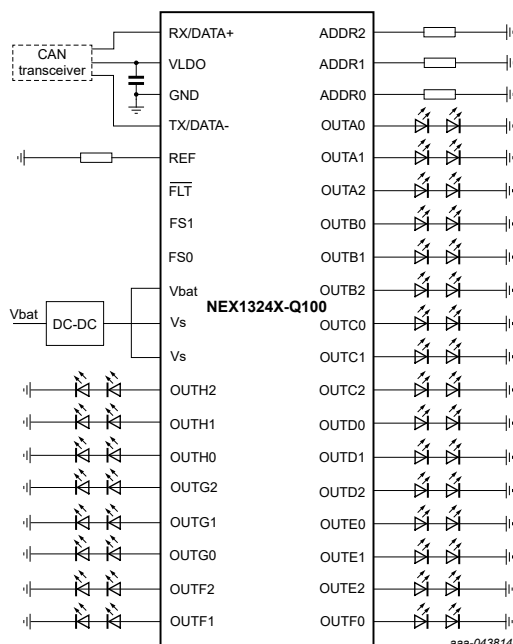 CAN
transceiver
RX/DATA+
VLDO
GND
TX/DATA-
REF
FLT
FS1
FS0
Vbat
Vs
Vs
Vbat
DC-DC
OUTH2
OUTH1
OUTH0
OUTG2
OUTG1
OUTG0
OUTF2
OUTF1
NEX1324X-Q100
ADDR2
ADDR1
ADDR0
OUTA0
OUTA1
OUTA2
OUTB0
OUTB1
OUTB2
OUTC0
OUTC1
OUTC2
OUTD0
OUTD1
OUTD2
OUTE0
OUTE1
OUTE2
OUTF0
aaa-043814